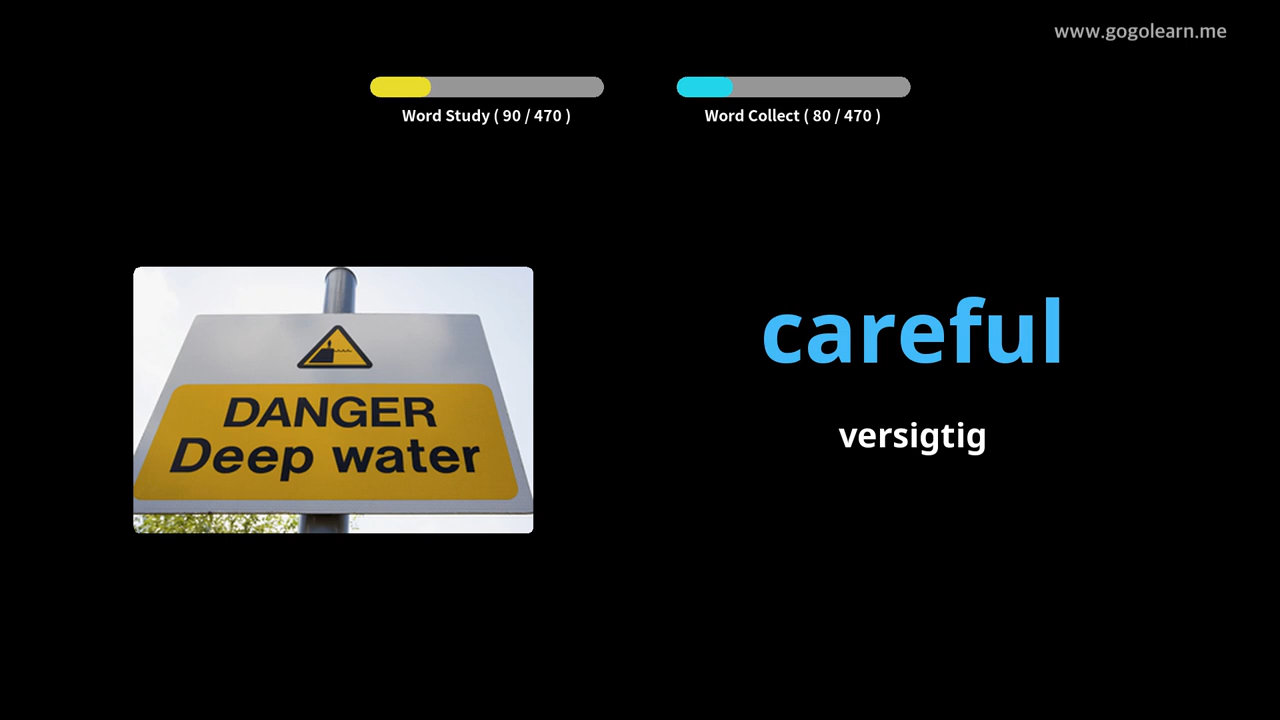 www.gogolearn.me
Word Study ( 90 / 470 )
Word Collect ( 80 / 470 )
DANGER
Deep water
careful
versigtig